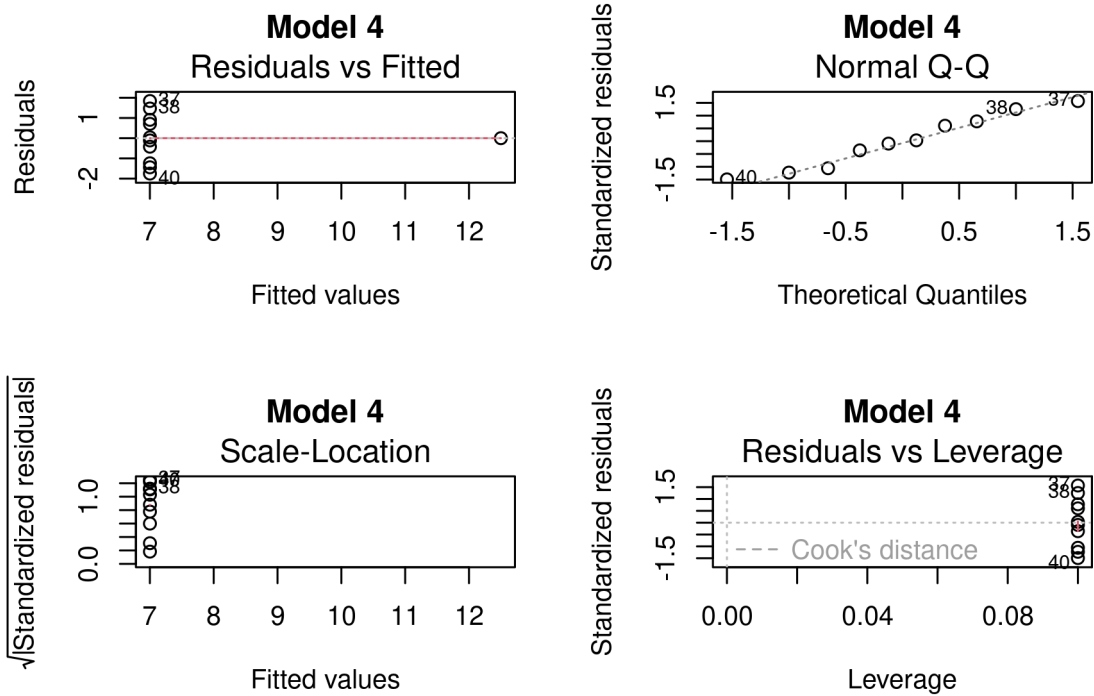 Model 4
Residuals vs Fitted
Residuals
1
-2
37
38
40
7 8 9 10 11 12
Fitted values
Model 4
Normal Q-Q
Standardized residuals
1.5
-1.5
38
37
40
-1.5 -0.5 0.5 1.5
Theoretical Quantiles
Model 4
Scale-Location
√|Standardized residuals|
1.0
0.0
37
38
7 8 9 10 11 12
Fitted values
Model 4
Residuals vs Leverage
Standardized residuals
1.5
-1.5
37
38
40
Cook's distance
0.00 0.04 0.08
Leverage